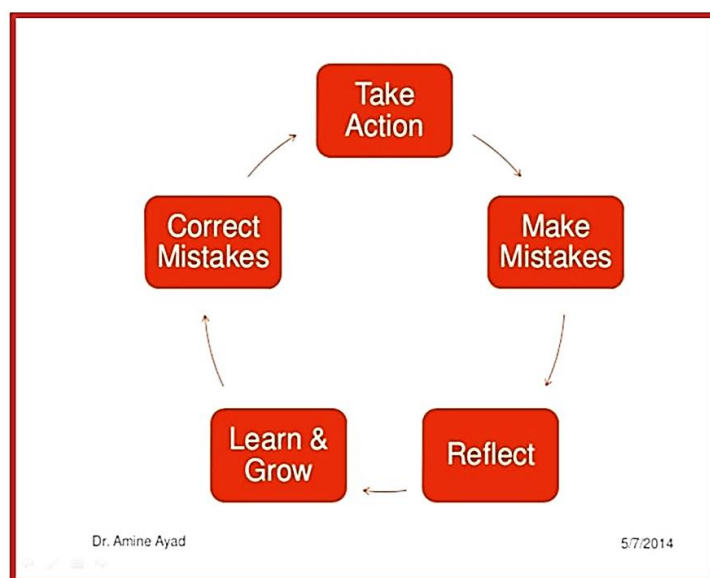 Take
Action
Make
Mistakes
Reflect
Learn &
Grow
Correct
Mistakes
Dr. Amine Ayad
5/7/2014